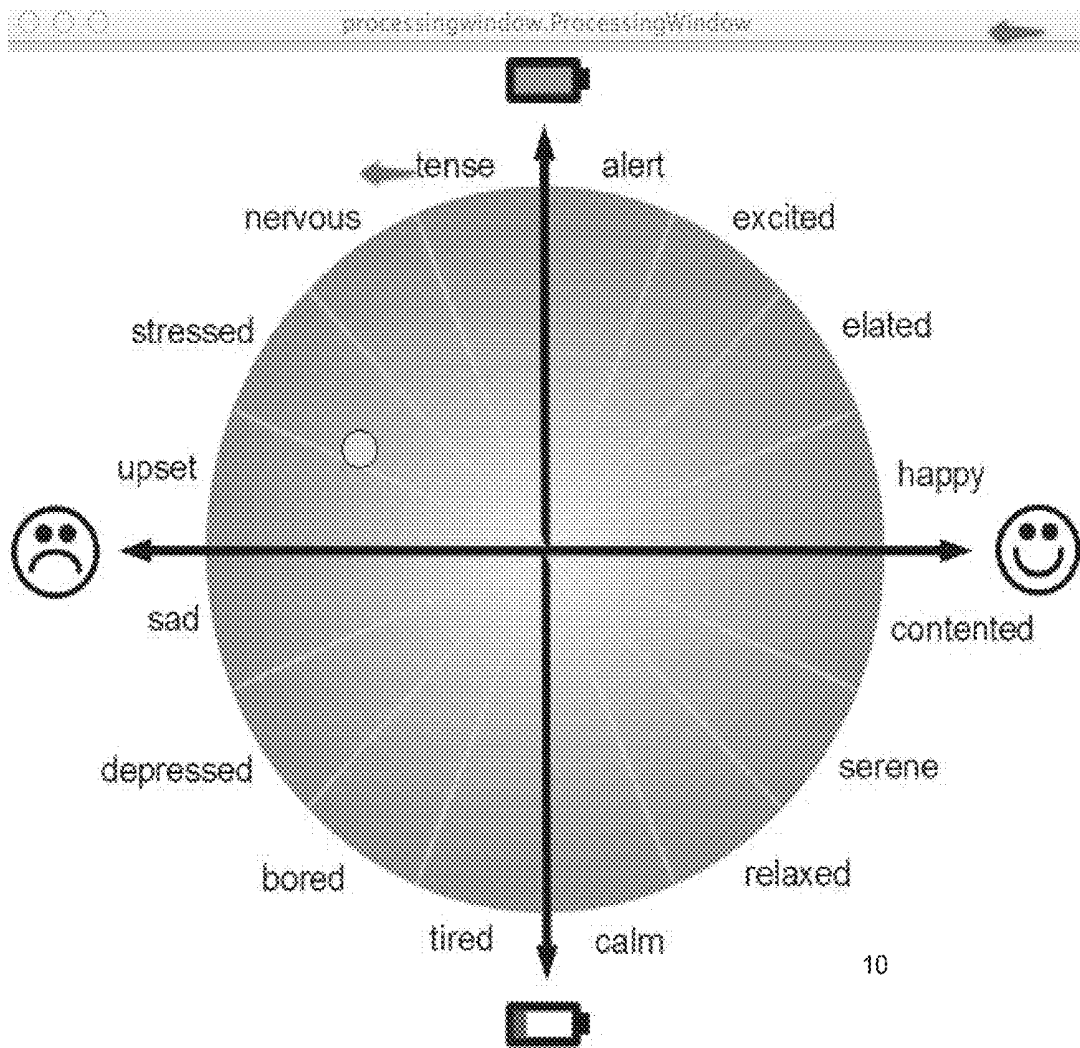 processingwindow.ProcessingWindow
tense alert
nervous excited
stressed elated
upset happy
sad contented
depressed serene
bored relaxed
tired calm
10